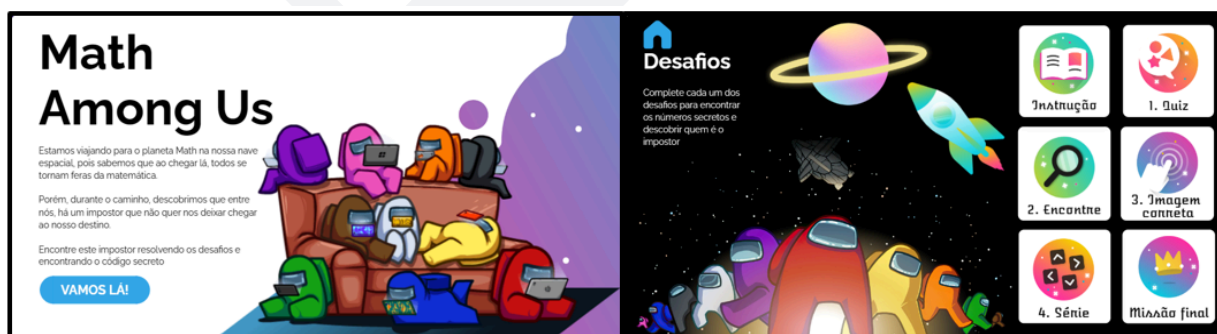 Math
Among Us
Estamos viajando para o planeta Math na nossa nave
espacial, pois sabemos que ao chegar lá, todos se
tornam feras da matemática.
Porém, durante o caminho, descobrimos que entre
nós, há um impostor que não quer nos deixar chegar
ao nosso destino.
Encontre este impostor resolvendo os desafios e
encontrando o código secreto
VAMOS LÁ!
Desafios
Complete cada um dos
desafios para encontrar
os números secretos e
descobrir quem é o
impostor
Instrução
1. Quiz
2. Encontre
3. Imagem
correta
4. Série
Missão final